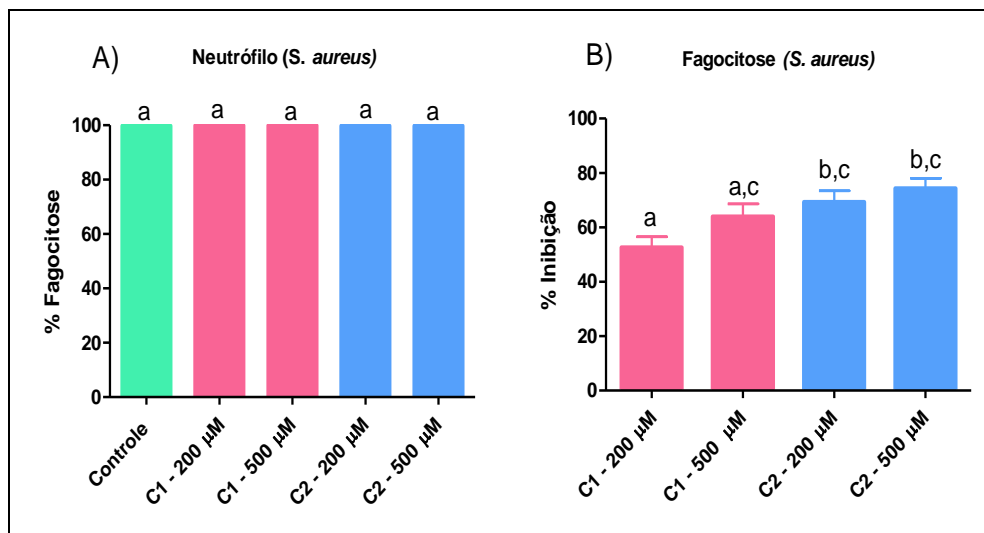 A)
Neutrófilo (S. aureus)
a a a a a
% Fagocitose
100
80
60
40
20
0
Controle
C1 - 200 µM
C1 - 500 µM
C2 - 200 µM
C2 - 500 µM
B)
Fagocitose (S. aureus)
a
a,c
b,c
b,c
% Inibição
100
80
60
40
20
0
C1 - 200 µM
C1 - 500 µM
C2 - 200 µM
C2 - 500 µM